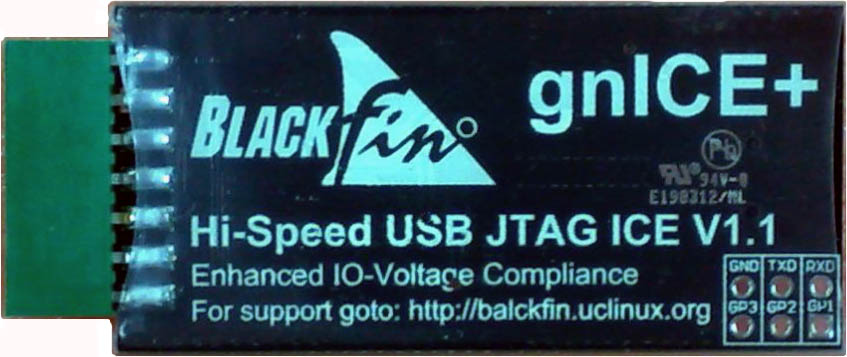 BLACKfin
gnICE+
Pb
94V-0
E198312/ML
Hi-Speed USB JTAG ICE V1.1
Enhanced IO-Voltage Compliance
For support goto: http://balckfin.uclinux.org
GND TXD RXD
GP3 GP2 GP1